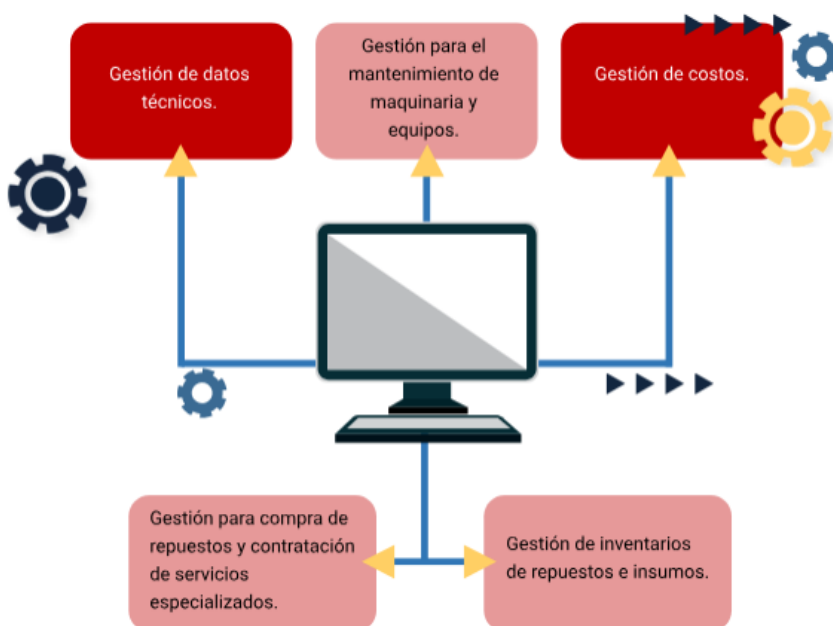 Gestión de datos
técnicos.
Gestión para el
mantenimiento de
maquinaria y
equipos.
Gestión de costos.
Gestión para compra de
repuestos y contratación
de servicios
especializados.
Gestión de inventarios
de repuestos e insumos.